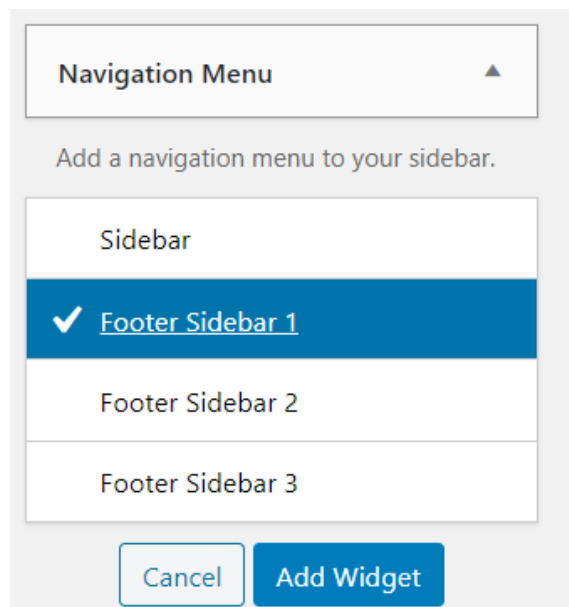 Navigation Menu
Add a navigation menu to your sidebar.
Sidebar
Footer Sidebar 1
Footer Sidebar 2
Footer Sidebar 3
Cancel Add Widget